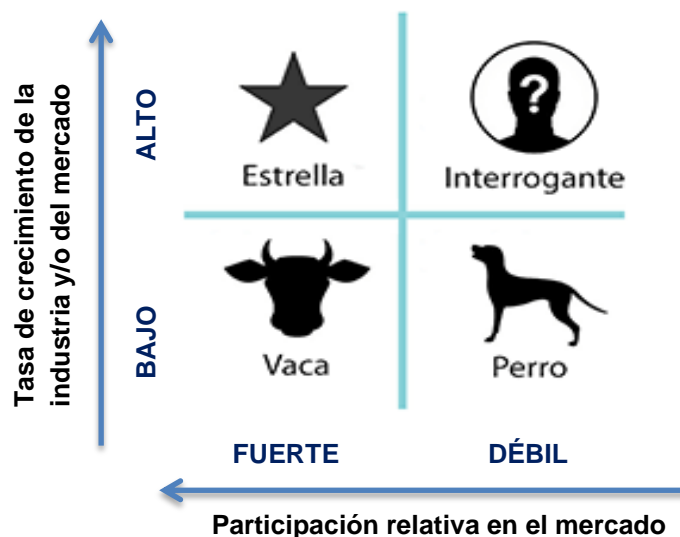 Tasa de crecimiento de la
industria y/o del mercado
ALTO
BAJO
Estrella
?
Interrogante
Vaca
Perro
FUERTE
DÉBIL
Participación relativa en el mercado